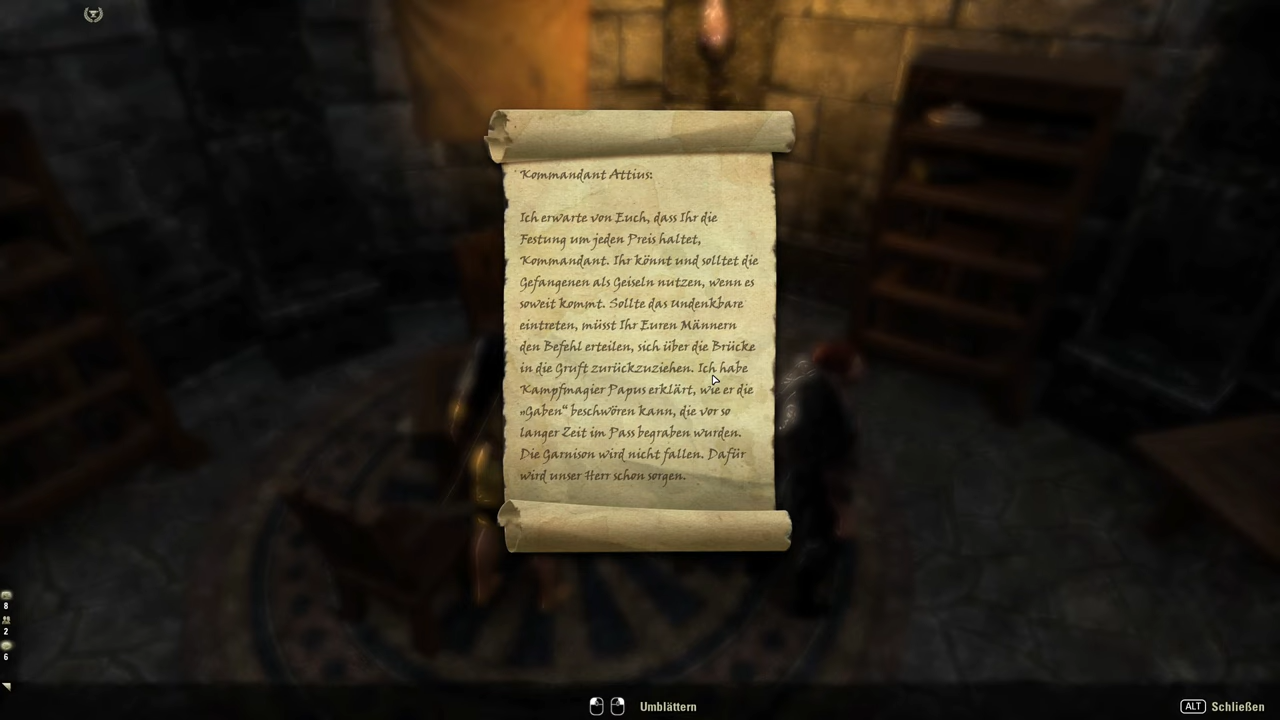 Kommandant Attius:
Ich erwarte von Euch, dass Ihr die
Festung um jeden Preis haltet,
Kommandant. Ihr könnt und solltet die
Gefangenen als Geiseln nutzen, wenn es
soweit kommt. Sollte das Undenkbare
eintreten, müsst Ihr Euren Männern
den Befehl erteilen, sich über die Brücke
in die Gruft zurückzuziehen. Ich habe
Kampfmagier Papus erklärt, wie er die
„Gaben“ beschwören kann, die vor so
langer Zeit im Pass begraben wurden.
Die Garnison wird nicht fallen. Dafür
wird unser Herr schon sorgen.
8
2
6
Umblättern
ALT Schließen